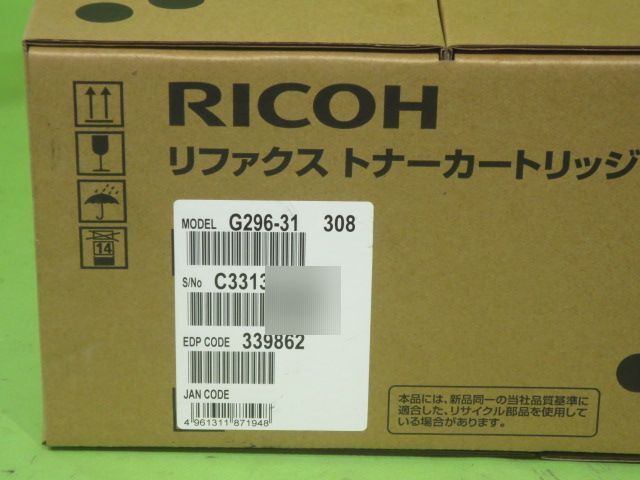 RICOH
リファクス トナーカートリッジ
MODEL G296-31 308
S/No C3313
EDP CODE 339862
JAN CODE
4 961311 871948
14
本品には、新品同一の当社品質基準に
適合した、リサイクル部品を使用して
いる場合があります。